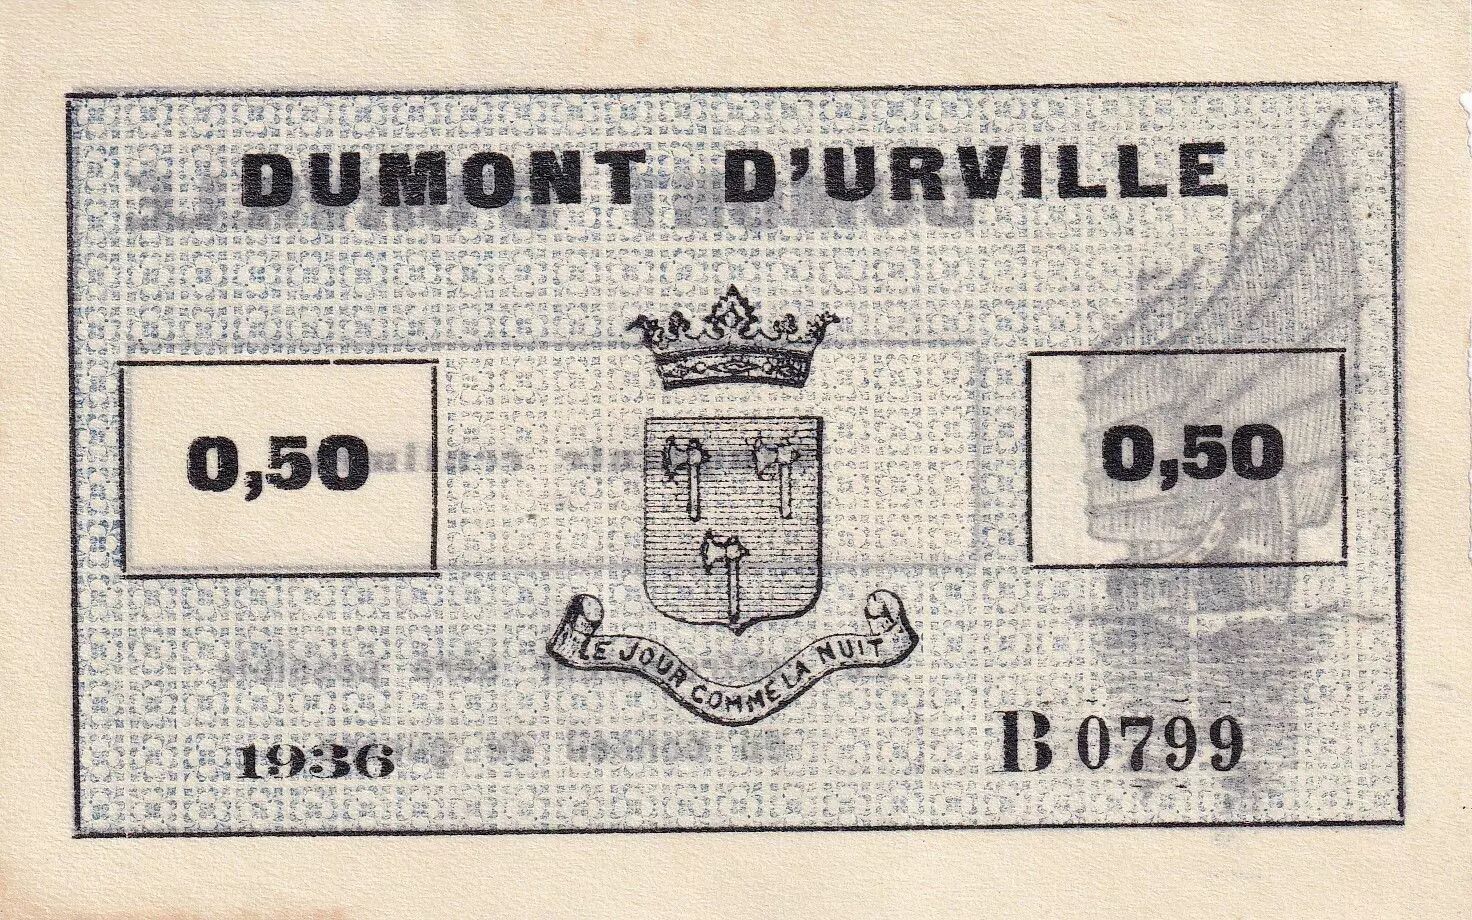 DUMONT D'URVILLE
0,50
0,50
LE JOUR COMME LA NUIT
1936
B 0799